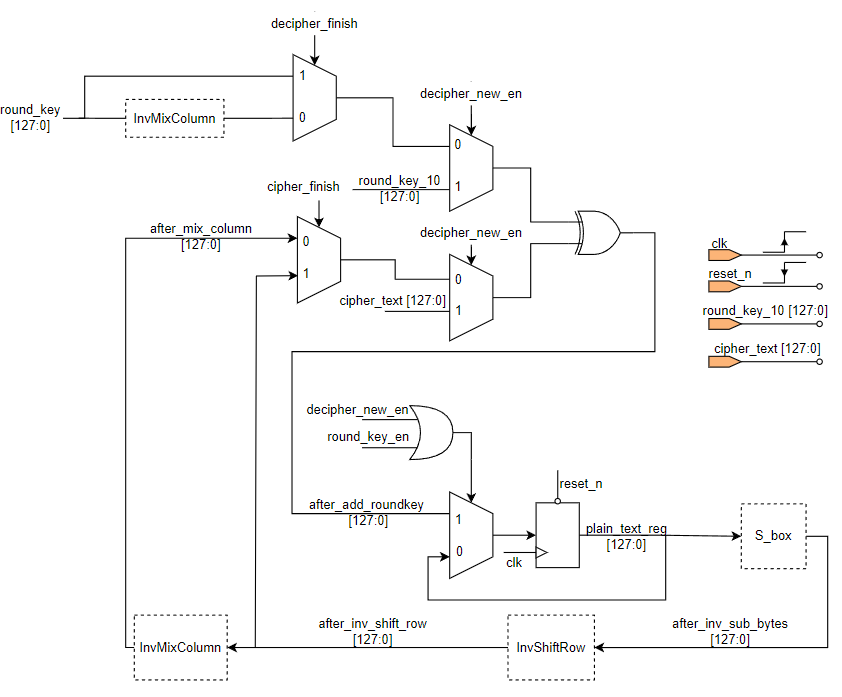 decipher_finish
1
round_key
[127:0]
InvMixColumn
0
decipher_new_en
0
round_key_10
[127:0]
1
cipher_finish
after_mix_column
[127:0]
0
1
decipher_new_en
0
cipher_text [127:0]
1
clk
reset_n
round_key_10 [127:0]
cipher_text [127:0]
decipher_new_en
round_key_en
after_add_roundkey
[127:0]
1
0
reset_n
clk
plain_text_reg
[127:0]
S_box
InvMixColumn
after_inv_shift_row
[127:0]
InvShiftRow
after_inv_sub_bytes
[127:0]